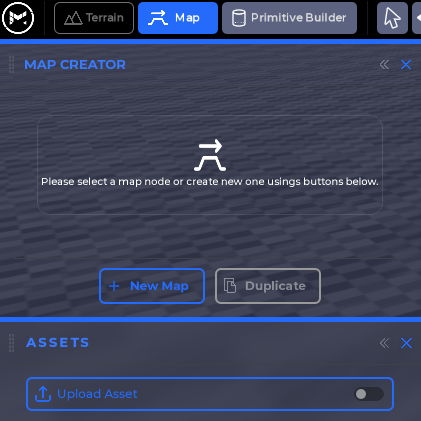 Terrain
Map
Primitive Builder
MAP CREATOR
Please select a map node or create new one usings buttons below.
New Map
Duplicate
ASSETS
Upload Asset